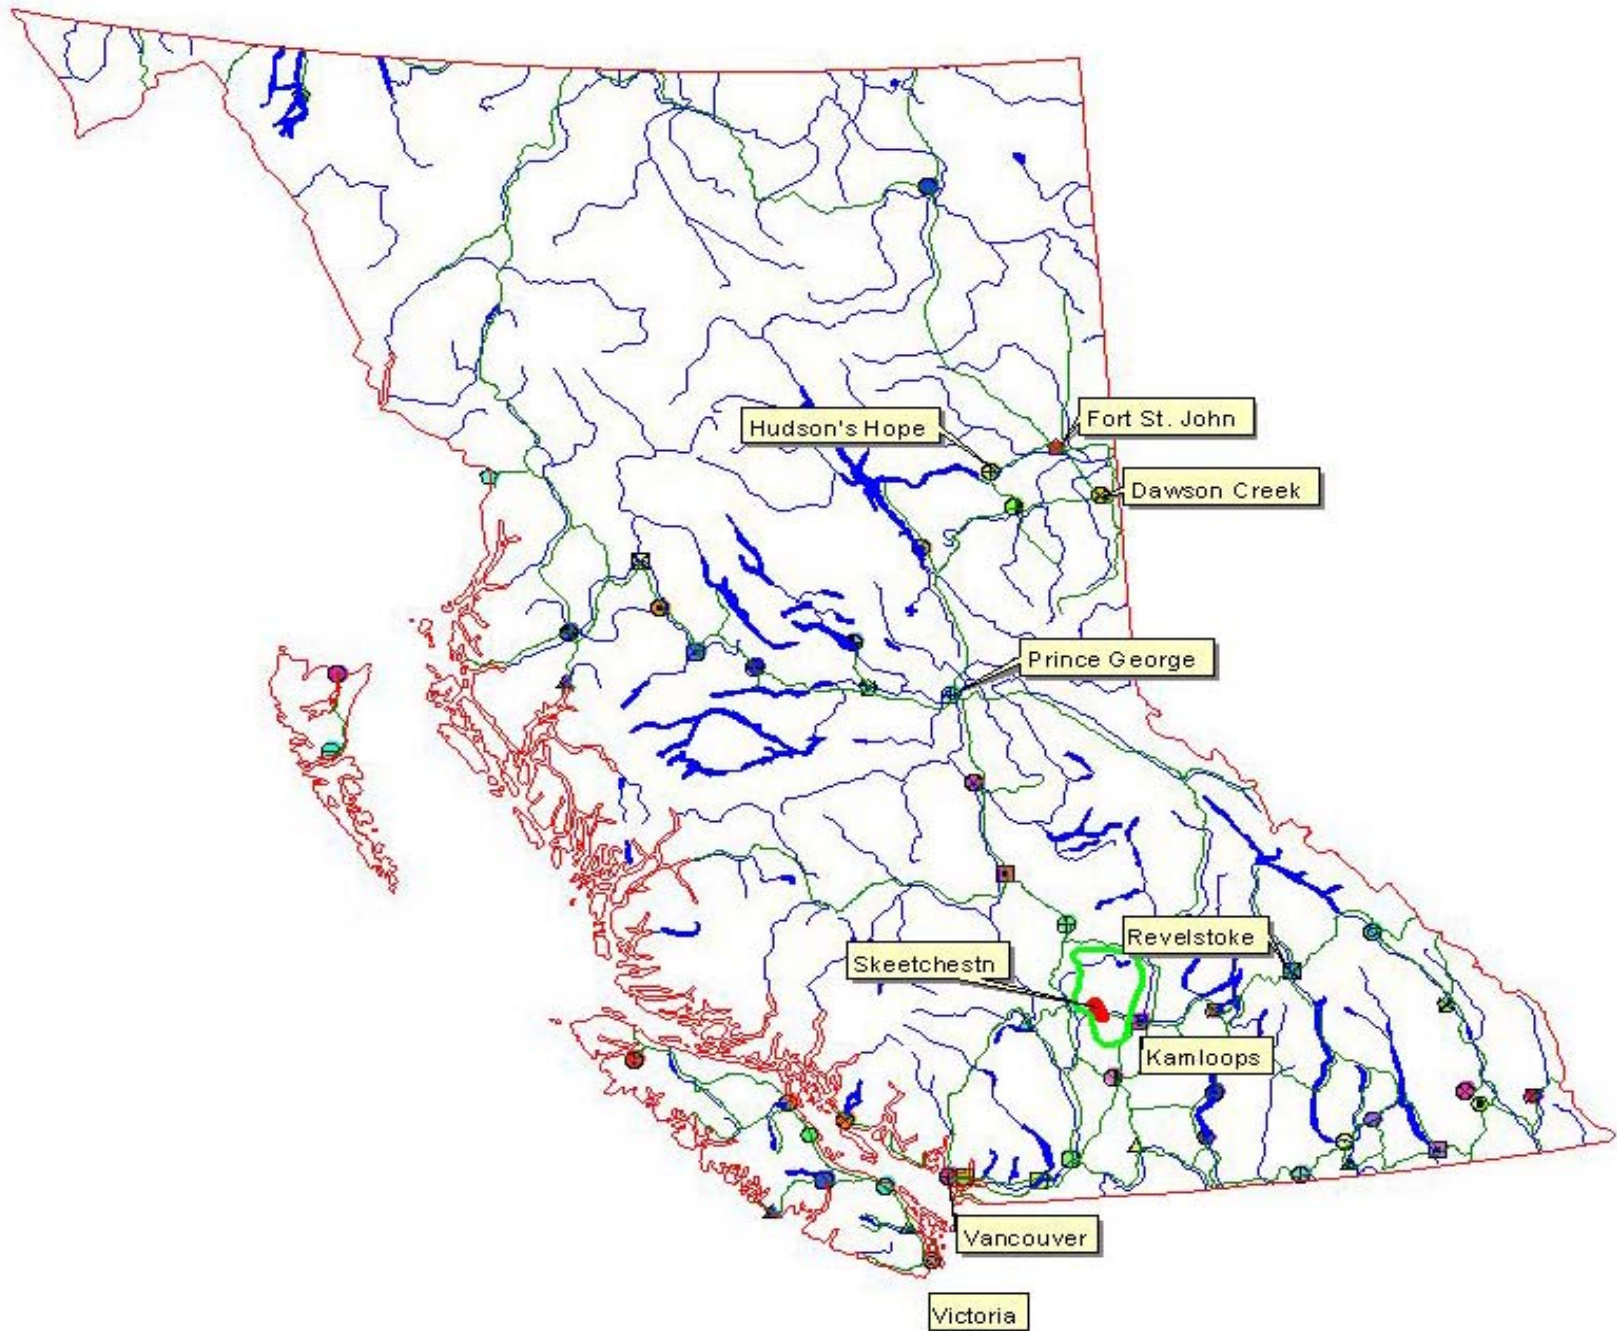 Fort St. John
Hudson's Hope
Dawson Creek
Prince George
Revelstoke
Skeetchestn
Kamloops
Vancouver
Victoria